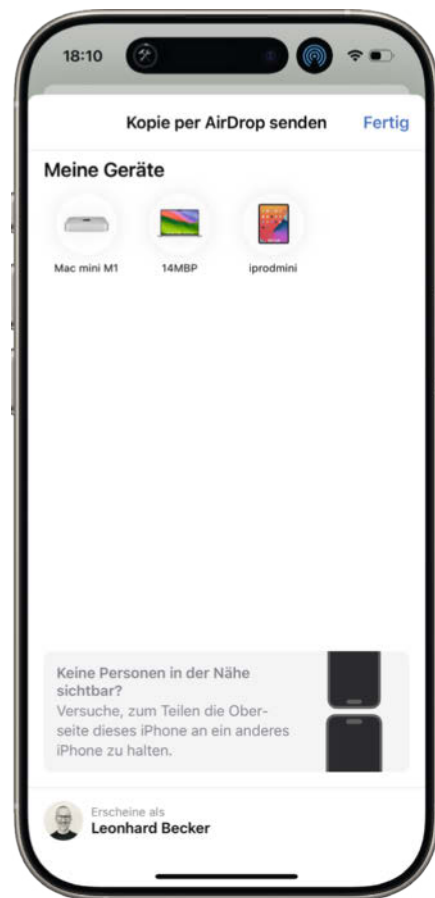 18:10
Kopie per AirDrop senden Fertig
Meine Geräte
Mac mini M1 14MBP iprodmini
Keine Personen in der Nähe
sichtbar?
Versuche, zum Teilen die Ober-
seite dieses iPhone an ein anderes
iPhone zu halten.
Erscheine als
Leonhard Becker